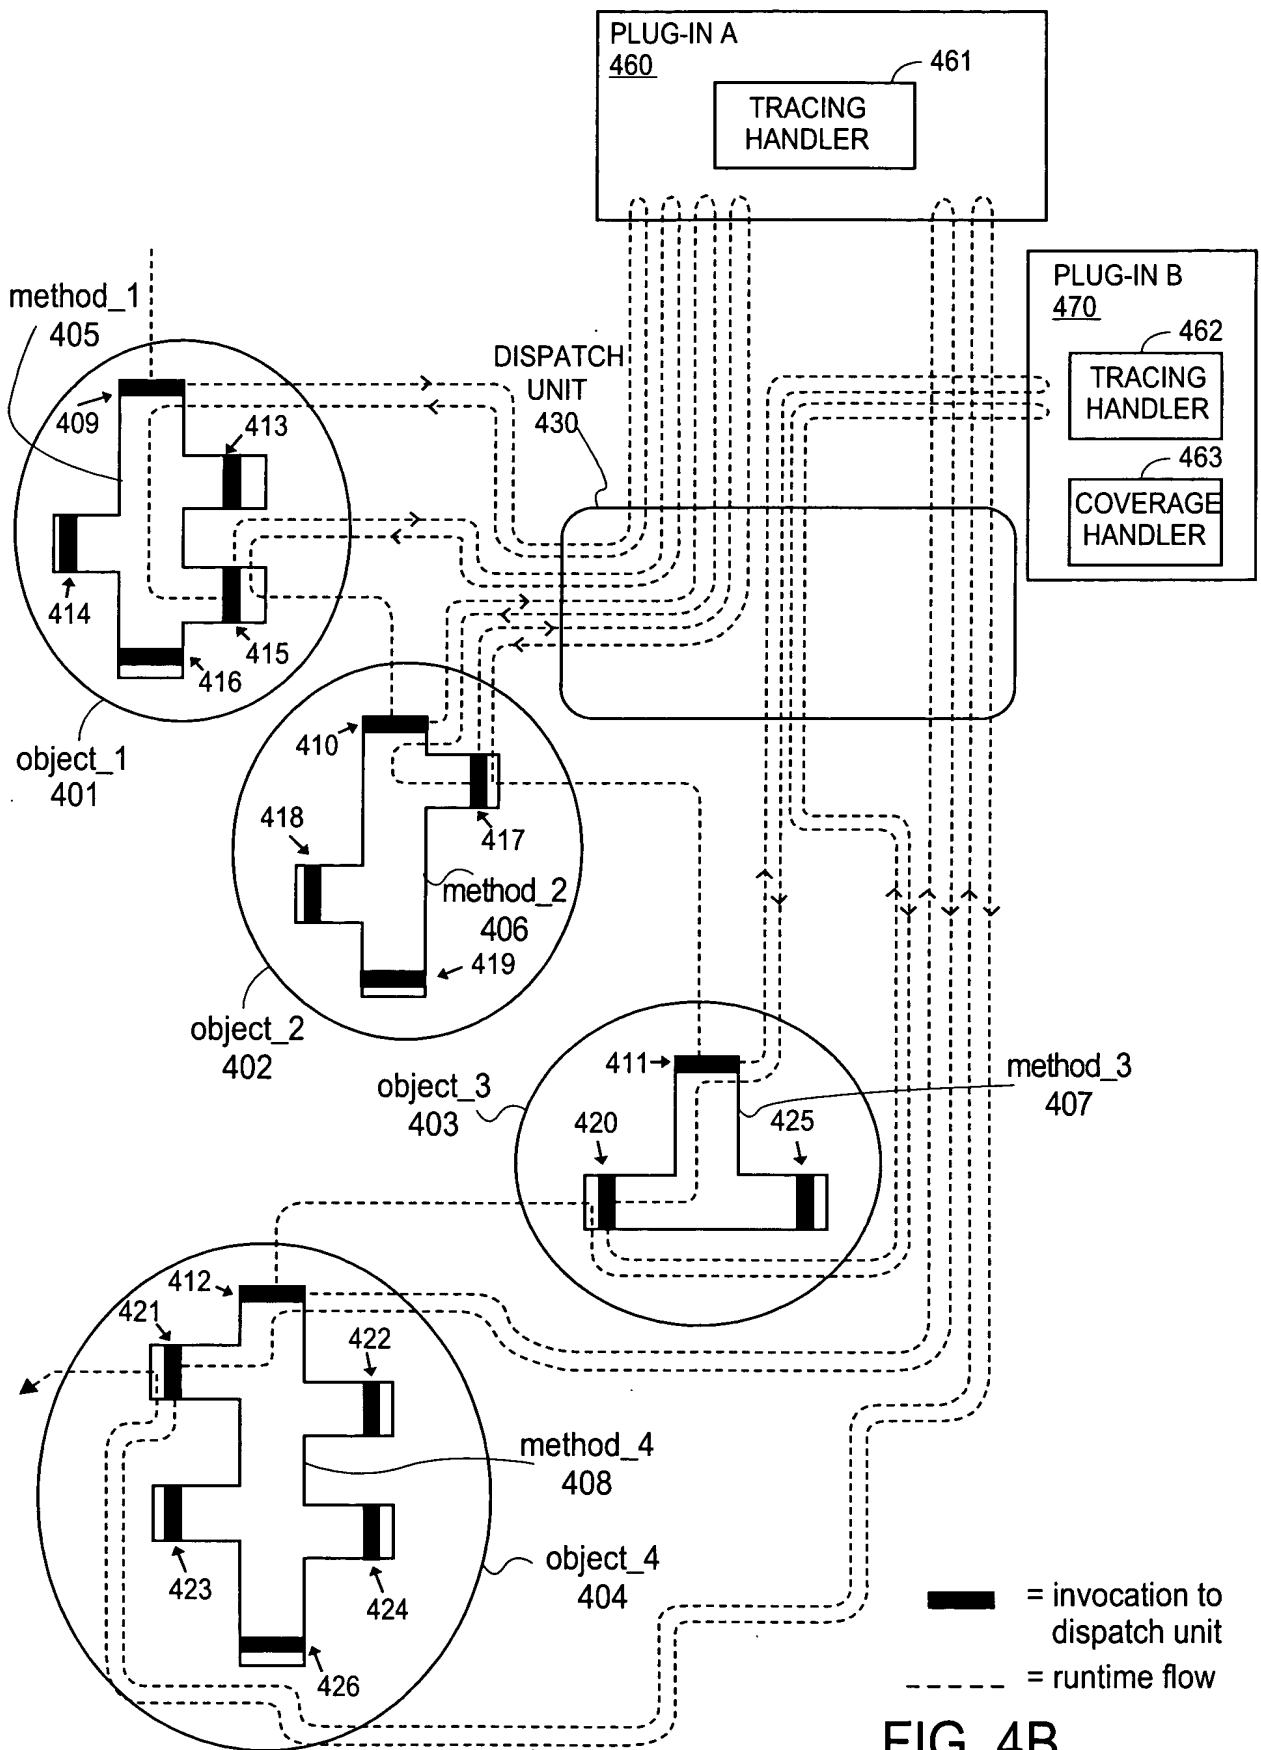 PLUG-IN A
460
461
TRACING
HANDLER
PLUG-IN B
470
462
TRACING
HANDLER
463
COVERAGE
HANDLER
method_1
405
DISPATCH
UNIT
430
409
413
414
415
416
object_1
401
410
417
418
method_2
406
419
object_2
402
411
method_3
407
object_3
403
420
425
412
421
422
method_4
408
423
424
object_4
404
426
= invocation to
dispatch unit
= runtime flow
FIG. 4B